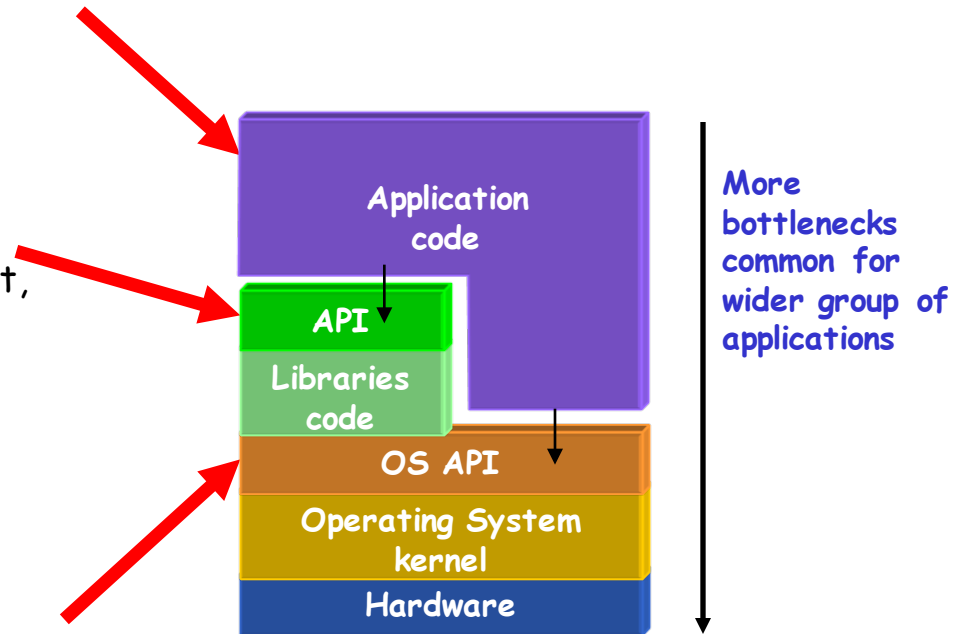 Application
code
t,
API
Libraries
code
OS API
Operating System
kernel
Hardware
More
bottlenecks
common for
wider group of
applications